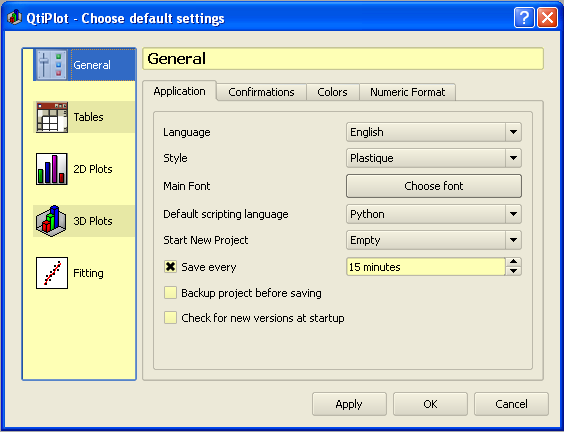 QtiPlot - Choose default settings
General
General
Tables
2D Plots
3D Plots
Fitting
Application Confirmations Colors Numeric Format
Language English
Style Plastique
Main Font Choose font
Default scripting language Python
Start New Project Empty
Save every 15 minutes
Backup project before saving
Check for new versions at startup
Apply OK Cancel